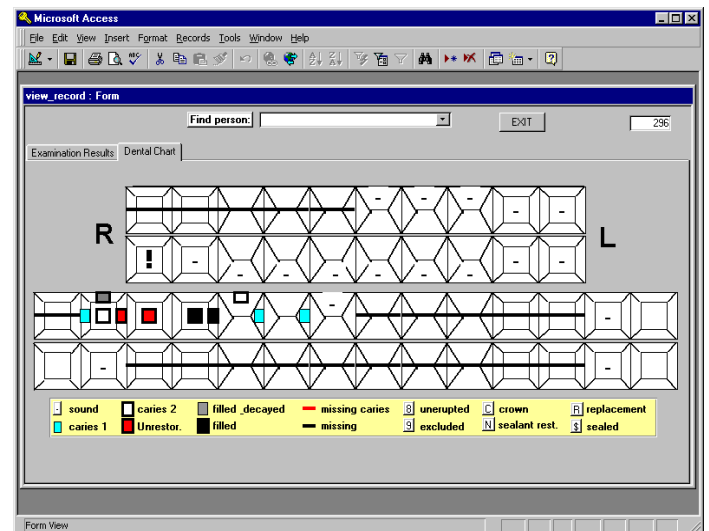 Microsoft Access
File Edit View Insert Format Records Tools Window Help
view_record : Form
Find person: EXIT 296
Examination Results Dental Chart
- - -
- -
R L
! - - - - - - - - -
-
-
- -
- sound caries 2 filled _decayed missing caries 8 unerupted C crown R replacement
caries 1 Unrestor. filled missing 9 excluded N sealant rest. $ sealed
Form View